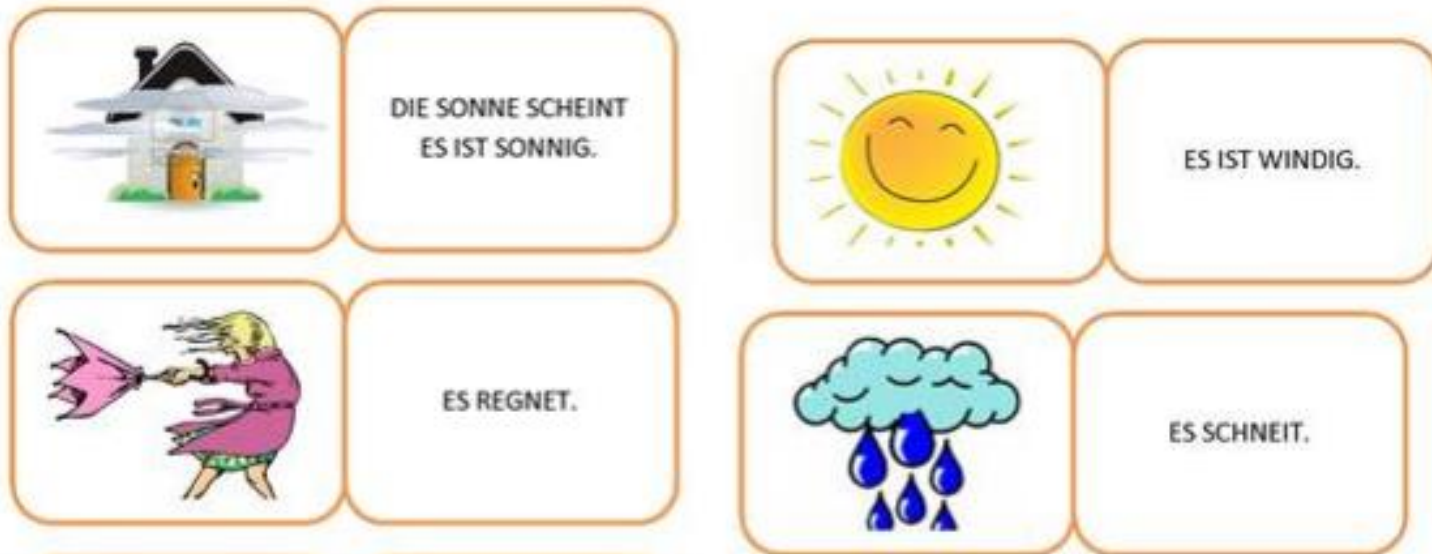 DIE SONNE SCHEINT
ES IST SONNIG.
ES IST WINDIG.
ES REGNET.
ES SCHNEIT.